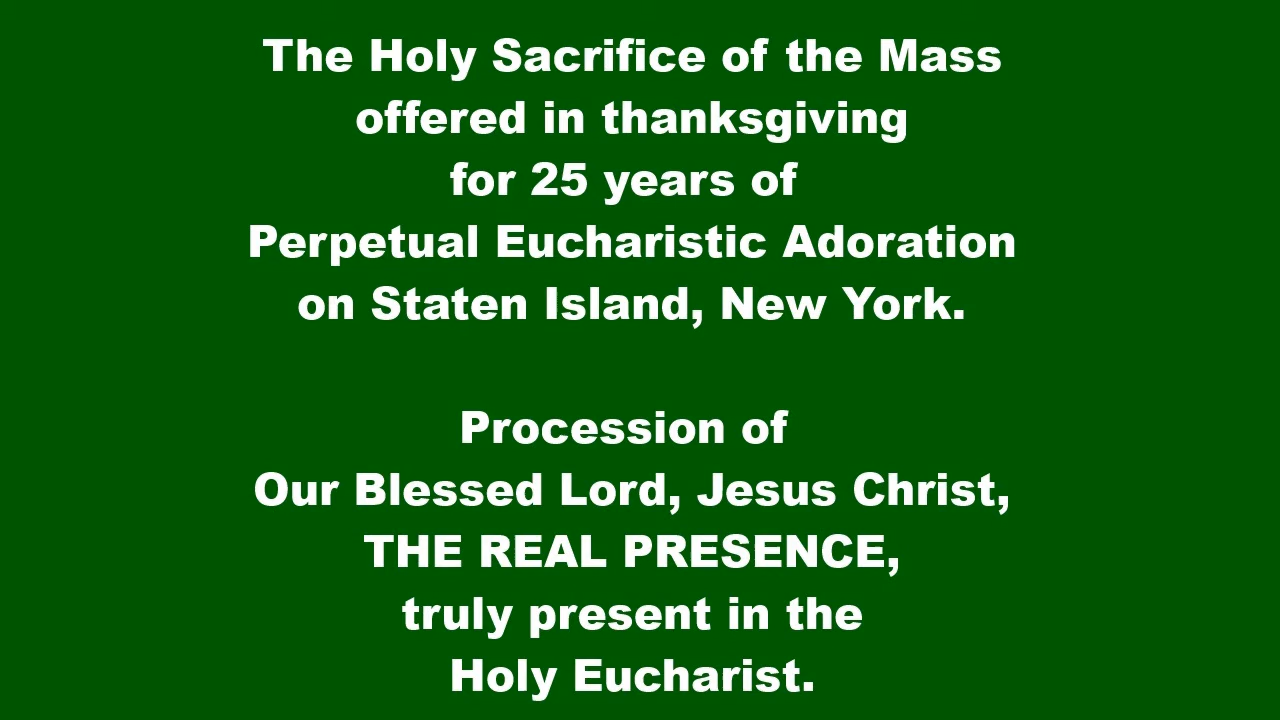 The Holy Sacrifice of the Mass
offered in thanksgiving
for 25 years of
Perpetual Eucharistic Adoration
on Staten Island, New York.
Procession of
Our Blessed Lord, Jesus Christ,
THE REAL PRESENCE,
truly present in the
Holy Eucharist.